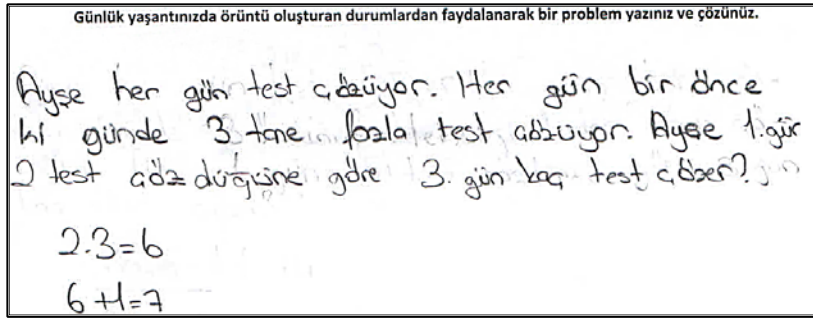 Günlük yaşantınızda örüntü oluşturan durumlardan faydalanarak bir problem yazınız ve çözünüz.
Ayşe her gün test çözüyor. Her gün bir önce
ki günde 3 tane fazla test çözüyor. Ayşe 1. gün
2 test çözdüğüne göre 3. gün kaç test çözer?
2.3=6
6+1=7